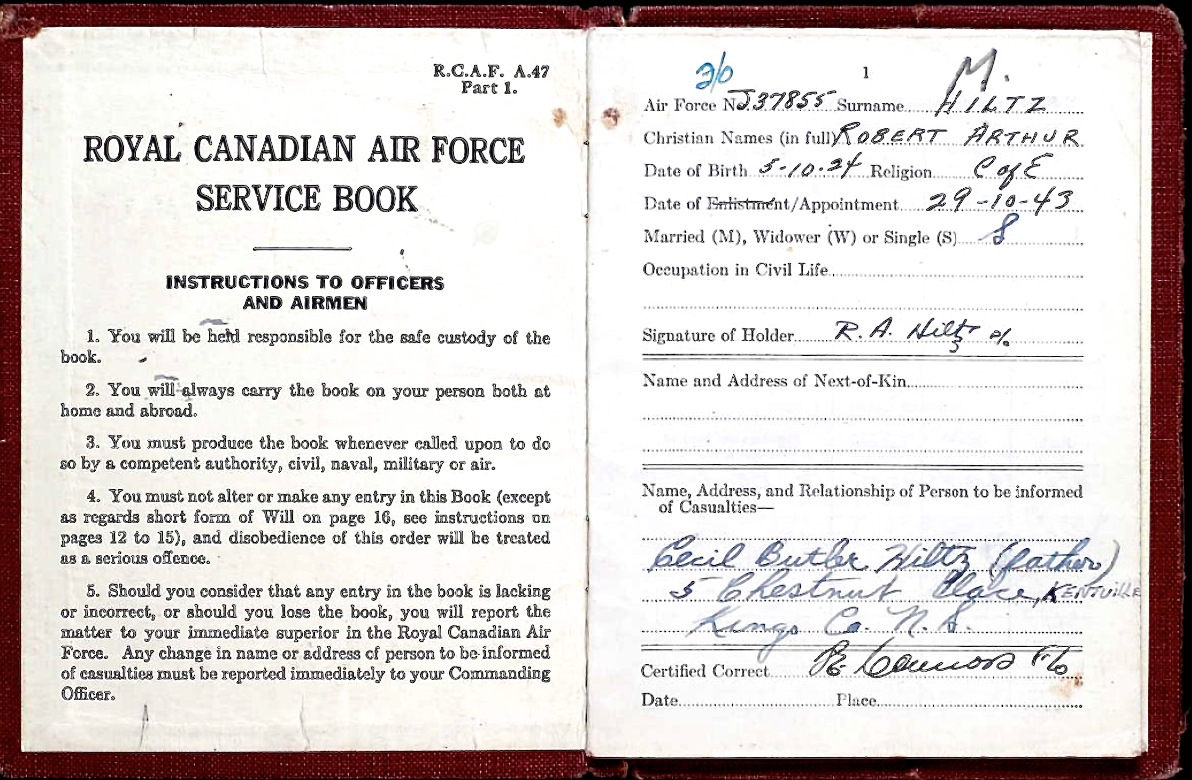 R.C.A.F. A.47
Part 1.
ROYAL CANADIAN AIR FORCE
SERVICE BOOK
INSTRUCTIONS TO OFFICERS
AND AIRMEN
1. You will be held responsible for the safe custody of the
book.
2. You will always carry the book on your person both at
home and abroad.
3. You must produce the book whenever called upon to do
so by a competent authority, civil, naval, military or air.
4. You must not alter or make any entry in this Book (except
as regards short form of Will on page 16, see instructions on
pages 12 to 15), and disobedience of this order will be treated
as a serious offence.
5. Should you consider that any entry in the book is lacking
or incorrect, or should you lose the book, you will report the
matter to your immediate superior in the Royal Canadian Air
Force. Any change in name or address of person to be informed
of casualties must be reported immediately to your Commanding
Officer.
1
M.
Air Force No J37855 Surname HILTZ
Christian Names (in full) ROBERT ARTHUR
Date of Birth 5-10-24 Religion C of E
Date of Enlistment/Appointment 29-10-43
Married (M), Widower (W) or Single (S) S
Occupation in Civil Life
Signature of Holder R. A. Hiltz
Name and Address of Next-of-Kin
Name, Address, and Relationship of Person to be informed
of Casualties—
Cecil Butler Hiltz (father)
5 Chestnut Place, KENTVILLE
Kings Co. N.S.
Certified Correct Connors F/O
Date Place